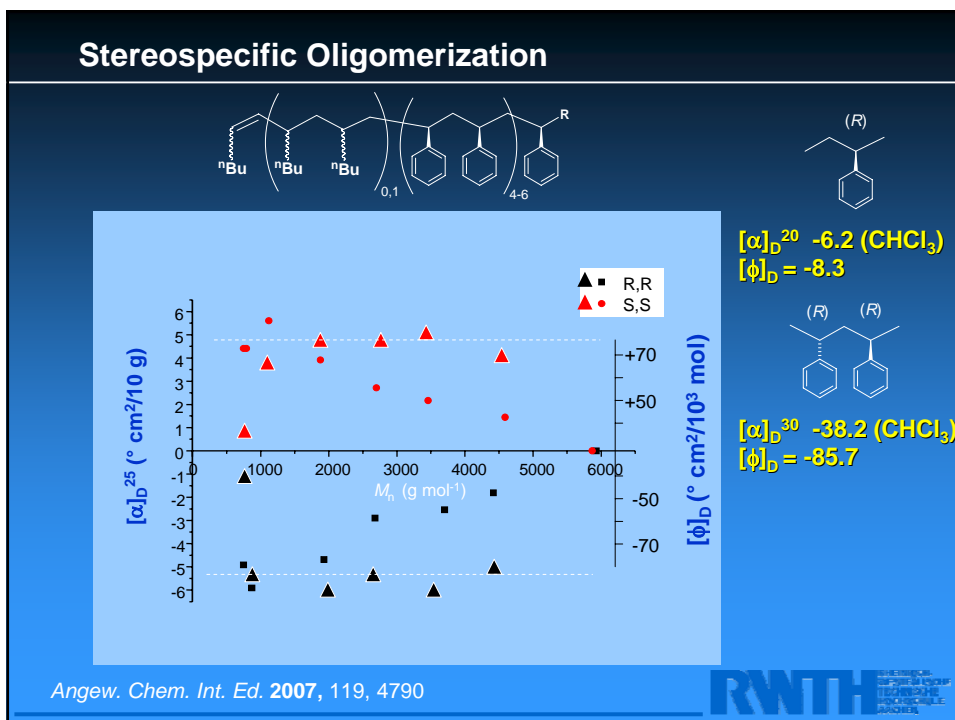 Stereospecific Oligomerization
R
nBu nBu nBu
0,1
4-6
(R)
[α]D20 -6.2 (CHCl3)
[ϕ]D = -8.3
(R) (R)
[α]D30 -38.2 (CHCl3)
[ϕ]D = -85.7
R,R
S,S
6
5
4
3
2
1
0
-1
-2
-3
-4
-5
-6
0 1000 2000 3000 4000 5000 6000
Mn (g mol-1)
[α]D25 (° cm2/10 g)
+70
+50
-50
-70
[ϕ]D (° cm2/103 mol)
Angew. Chem. Int. Ed. 2007, 119, 4790
RWTH